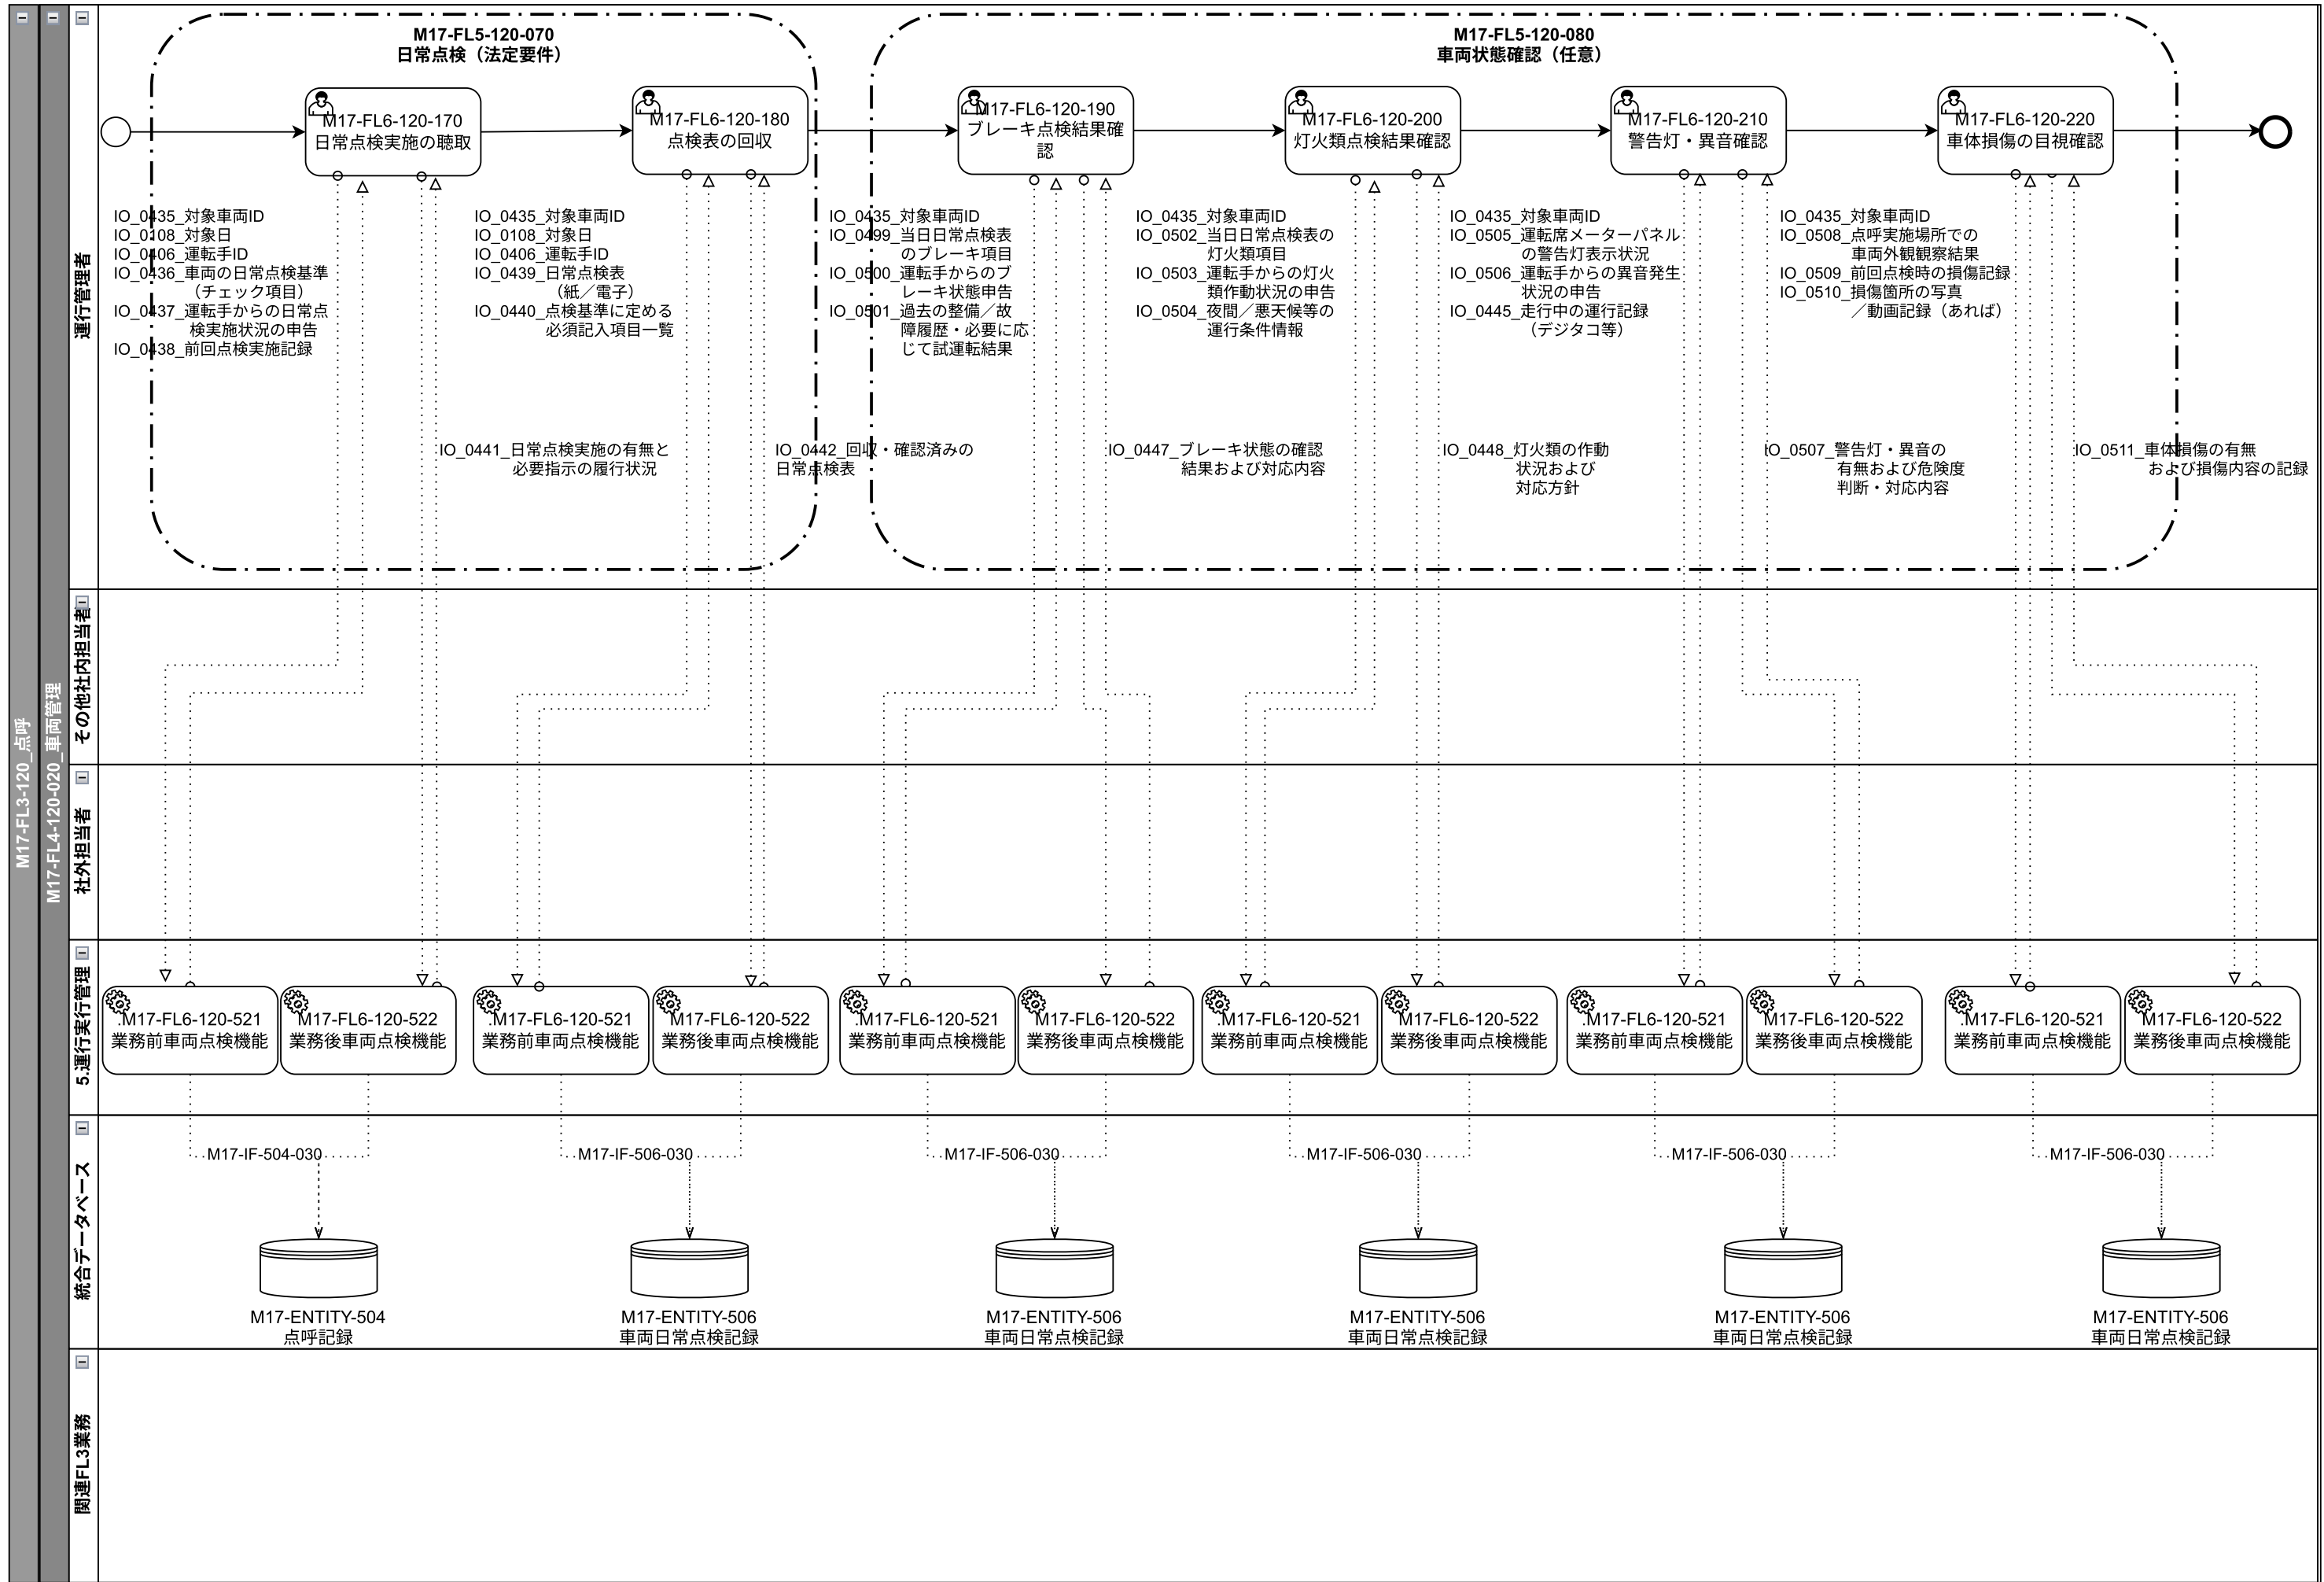 M17-FL3-120_点呼
M17-FL4-120-020_車両管理
運行管理者
M17-FL5-120-070
日常点検（法定要件）
M17-FL5-120-080
車両状態確認（任意）
M17-FL6-120-170
日常点検実施の聴取
M17-FL6-120-180
点検表の回収
M17-FL6-120-190
ブレーキ点検結果確
認
M17-FL6-120-200
灯火類点検結果確認
M17-FL6-120-210
警告灯・異音確認
M17-FL6-120-220
車体損傷の目視確認
IO_0435_対象車両ID
IO_0108_対象日
IO_0406_運転手ID
IO_0436_車両の日常点検基準
（チェック項目）
IO_0437_運転手からの日常点
検実施状況の申告
IO_0438_前回点検実施記録
IO_0435_対象車両ID
IO_0108_対象日
IO_0406_運転手ID
IO_0439_日常点検表
（紙／電子）
IO_0440_点検基準に定める
必須記入項目一覧
IO_0435_対象車両ID
IO_0499_当日日常点検表
のブレーキ項目
IO_0500_運転手からのブ
レーキ状態申告
IO_0501_過去の整備／故
障履歴・必要に応
じて試運転結果
IO_0435_対象車両ID
IO_0502_当日日常点検表の
灯火類項目
IO_0503_運転手からの灯火
類作動状況の申告
IO_0504_夜間／悪天候等の
運行条件情報
IO_0435_対象車両ID
IO_0505_運転席メーターパネル
の警告灯表示状況
IO_0506_運転手からの異音発生
状況の申告
IO_0445_走行中の運行記録
（デジタコ等）
IO_0435_対象車両ID
IO_0508_点呼実施場所での
車両外観観察結果
IO_0509_前回点検時の損傷記録
IO_0510_損傷箇所の写真
／動画記録（あれば）
IO_0441_日常点検実施の有無と
必要指示の履行状況
IO_0442_回収・確認済みの
日常点検表
IO_0447_ブレーキ状態の確認
結果および対応内容
IO_0448_灯火類の作動
状況および
対応方針
IO_0507_警告灯・異音の
有無および危険度
判断・対応内容
IO_0511_車体損傷の有無
および損傷内容の記録
その他社内担当者
社外担当者
5.運行実行管理
.M17-FL6-120-521
業務前車両点検機能
M17-FL6-120-522
業務後車両点検機能
.M17-FL6-120-521
業務前車両点検機能
M17-FL6-120-522
業務後車両点検機能
.M17-FL6-120-521
業務前車両点検機能
M17-FL6-120-522
業務後車両点検機能
.M17-FL6-120-521
業務前車両点検機能
M17-FL6-120-522
業務後車両点検機能
.M17-FL6-120-521
業務前車両点検機能
M17-FL6-120-522
業務後車両点検機能
.M17-FL6-120-521
業務前車両点検機能
M17-FL6-120-522
業務後車両点検機能
統合データベース
M17-IF-504-030
M17-IF-506-030
M17-IF-506-030
M17-IF-506-030
M17-IF-506-030
M17-IF-506-030
M17-ENTITY-504
点呼記録
M17-ENTITY-506
車両日常点検記録
M17-ENTITY-506
車両日常点検記録
M17-ENTITY-506
車両日常点検記録
M17-ENTITY-506
車両日常点検記録
M17-ENTITY-506
車両日常点検記録
関連FL3業務